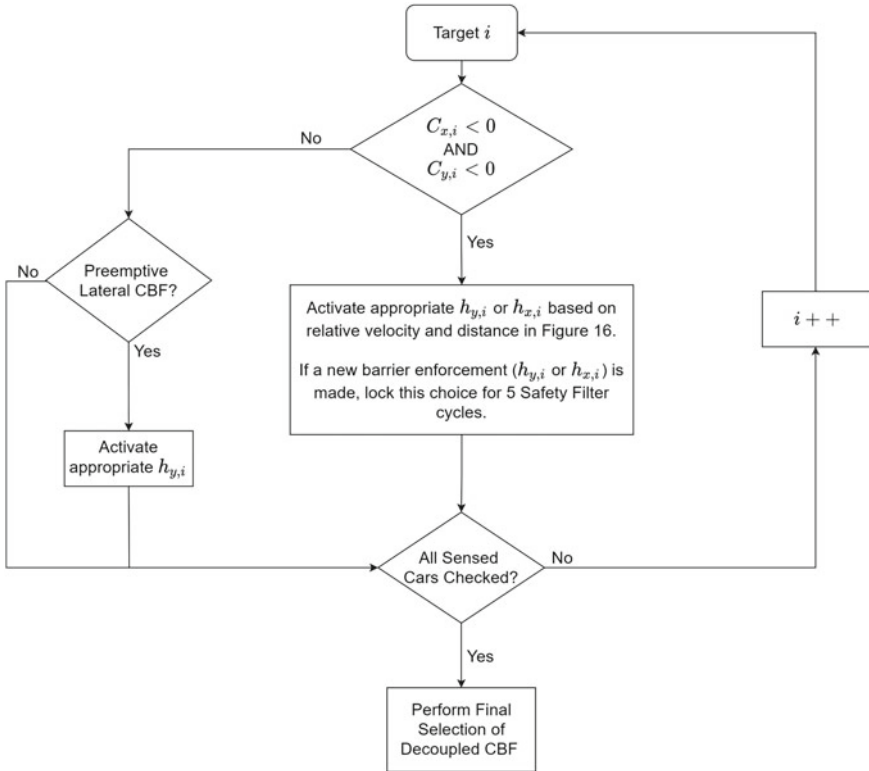 Target i
C_{x,i} < 0
AND
C_{y,i} < 0
No
Yes
Preemptive
Lateral CBF?
No
Yes
Activate appropriate h_{y,i} or h_{x,i} based on
relative velocity and distance in Figure 16.
If a new barrier enforcement (h_{y,i} or h_{x,i}) is
made, lock this choice for 5 Safety Filter
cycles.
i + +
Activate
appropriate h_{y,i}
All Sensed
Cars Checked?
No
Yes
Perform Final
Selection of
Decoupled CBF